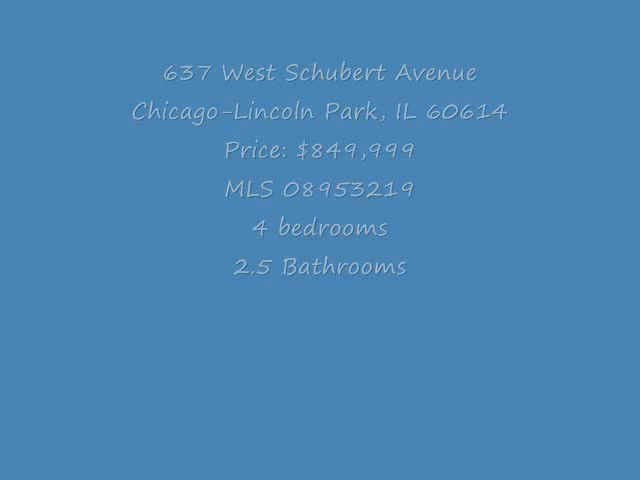 637 West Schubert Avenue
Chicago-Lincoln Park, IL 60614
Price: $849,999
MLS 08953219
4 bedrooms
2.5 Bathrooms